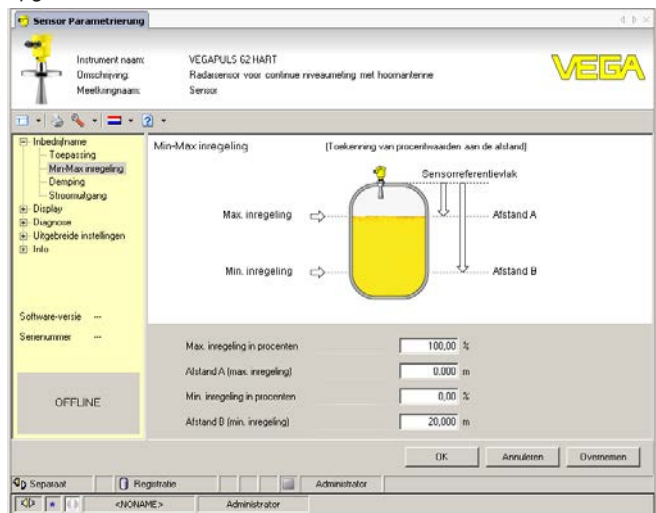 Sensor Parametrierung
Instrument naam: VEGAPULS 62 HART
Omschrijving: Radarsensor voor continue niveaumeting met hoornantenne
Meetkringnaam: Sensor
VEGA
Inbedrijfname
Toepassing
Min-Max inregeling
Demping
Stroomuitgang
Display
Diagnose
Uitgebreide instellingen
Info
Software-versie ---
Serienummer ---
OFFLINE
Min-Max inregeling (Toekenning van procentwaarden aan de afstand)
Sensorreferentievlak
Max. inregeling
Afstand A
Min. inregeling
Afstand B
Max. inregeling in procenten 100,00 %
Afstand A (max. inregeling) 0.000 m
Min. inregeling in procenten 0,00 %
Afstand B (min. inregeling) 20,000 m
OK Annuleren Overnemen
Separaat Registratie Administrator
<NONAME> Administrator